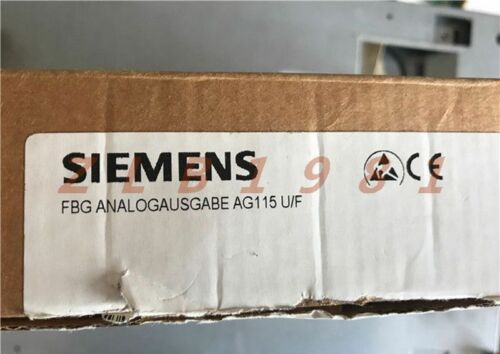 SIEMENS
CE
FBG ANALOGAUSGABE AG115 U/F
ZLB1981